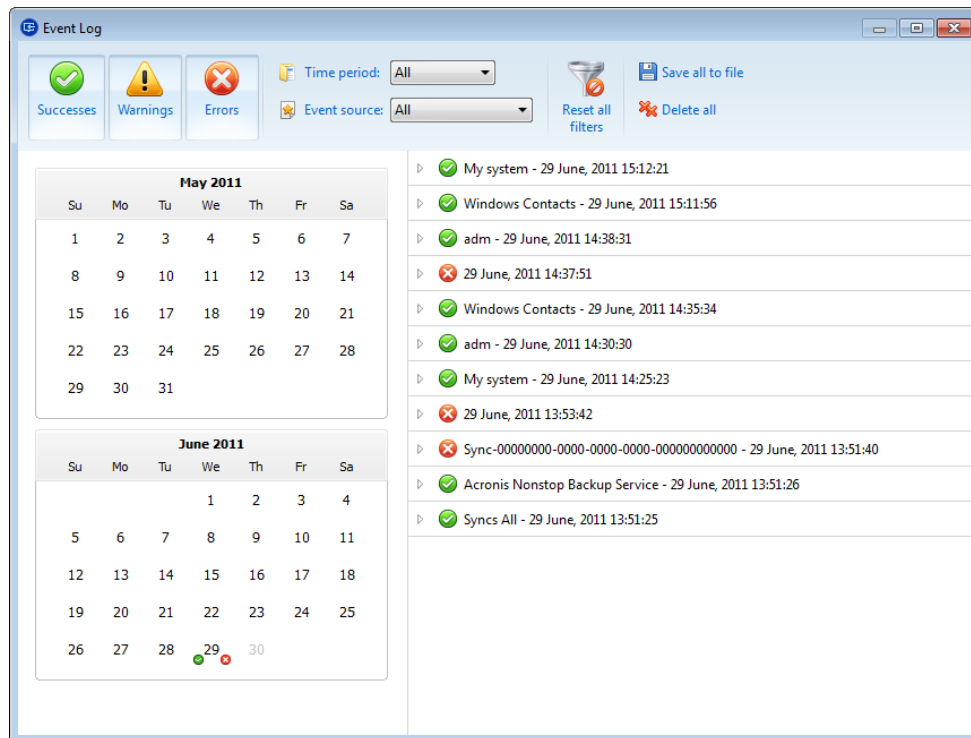 Event Log
Successes
Warnings
Errors
Time period: All
Event source: All
Reset all
filters
Save all to file
Delete all
May 2011
Su Mo Tu We Th Fr Sa
1 2 3 4 5 6 7
8 9 10 11 12 13 14
15 16 17 18 19 20 21
22 23 24 25 26 27 28
29 30 31
June 2011
Su Mo Tu We Th Fr Sa
1 2 3 4
5 6 7 8 9 10 11
12 13 14 15 16 17 18
19 20 21 22 23 24 25
26 27 28 29 30
My system - 29 June, 2011 15:12:21
Windows Contacts - 29 June, 2011 15:11:56
adm - 29 June, 2011 14:38:31
29 June, 2011 14:37:51
Windows Contacts - 29 June, 2011 14:35:34
adm - 29 June, 2011 14:30:30
My system - 29 June, 2011 14:25:23
29 June, 2011 13:53:42
Sync-00000000-0000-0000-0000-000000000000 - 29 June, 2011 13:51:40
Acronis Nonstop Backup Service - 29 June, 2011 13:51:26
Syncs All - 29 June, 2011 13:51:25